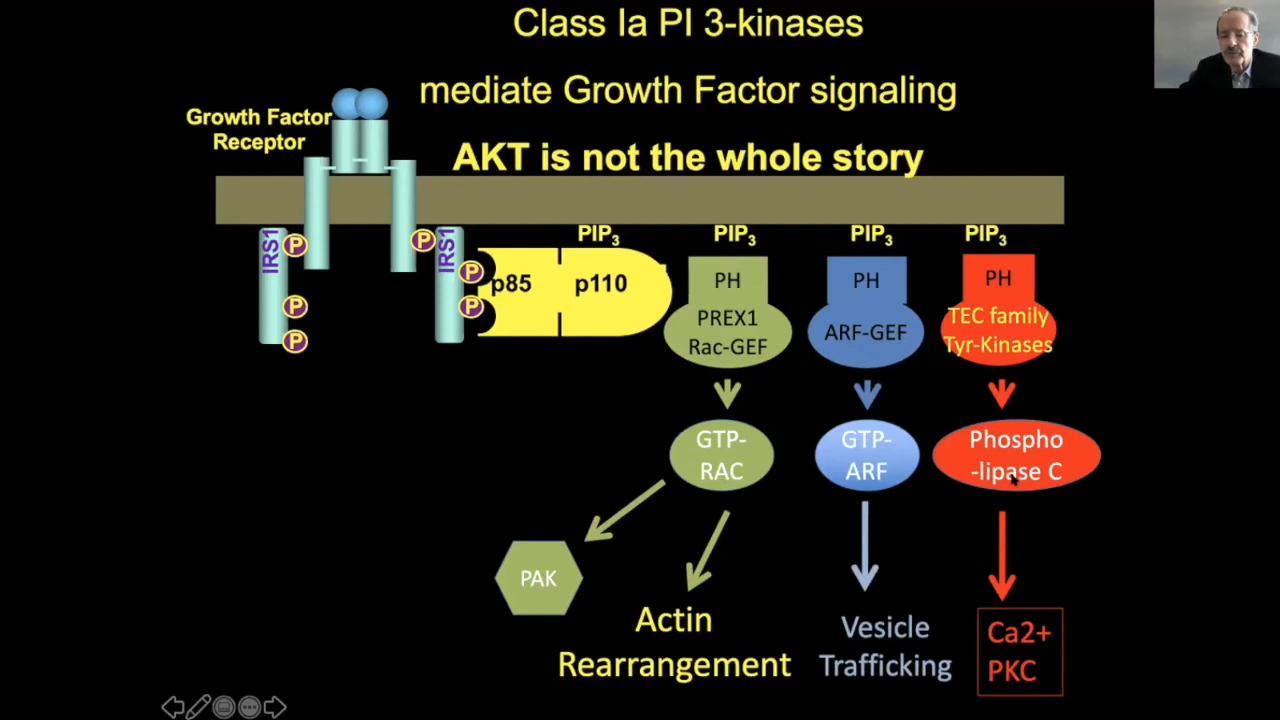 Class Ia PI 3-kinases
mediate Growth Factor signaling
AKT is not the whole story
Growth Factor
Receptor
PIP3
PIP3
PIP3
PIP3
IRS1
P
P
P
P
IRS1
P
P
p85
p110
PH
PREX1
Rac-GEF
PH
ARF-GEF
PH
TEC family
Tyr-Kinases
GTP-
RAC
GTP-
ARF
Phospho
-lipase C
PAK
Actin
Rearrangement
Vesicle
Trafficking
Ca2+
PKC